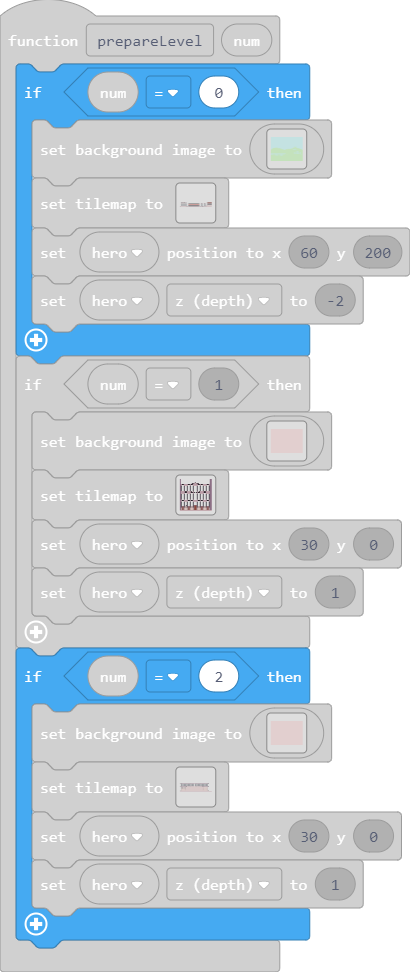 function prepareLevel num
if num = 0 then
set background image to
set tilemap to
set hero position to x 60 y 200
set hero z (depth) to -2
if num = 1 then
set background image to
set tilemap to
set hero position to x 30 y 0
set hero z (depth) to 1
if num = 2 then
set background image to
set tilemap to
set hero position to x 30 y 0
set hero z (depth) to 1